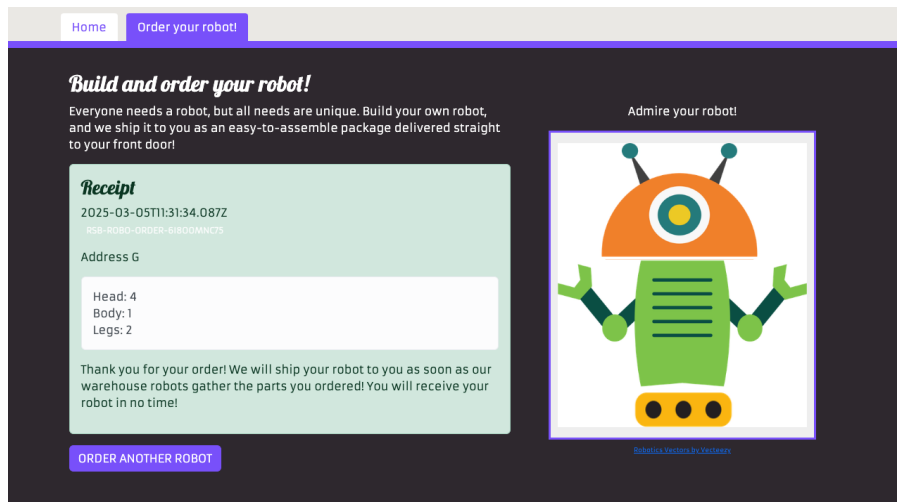 Home
Order your robot!
Build and order your robot!
Everyone needs a robot, but all needs are unique. Build your own robot,
and we ship it to you as an easy-to-assemble package delivered straight
to your front door!
Receipt
2025-03-05T11:31:34.087Z
Address G
Head: 4
Body: 1
Legs: 2
Thank you for your order! We will ship your robot to you as soon as our
warehouse robots gather the parts you ordered! You will receive your
robot in no time!
ORDER ANOTHER ROBOT
Admire your robot!
Robotics Vectors by Vecteezy